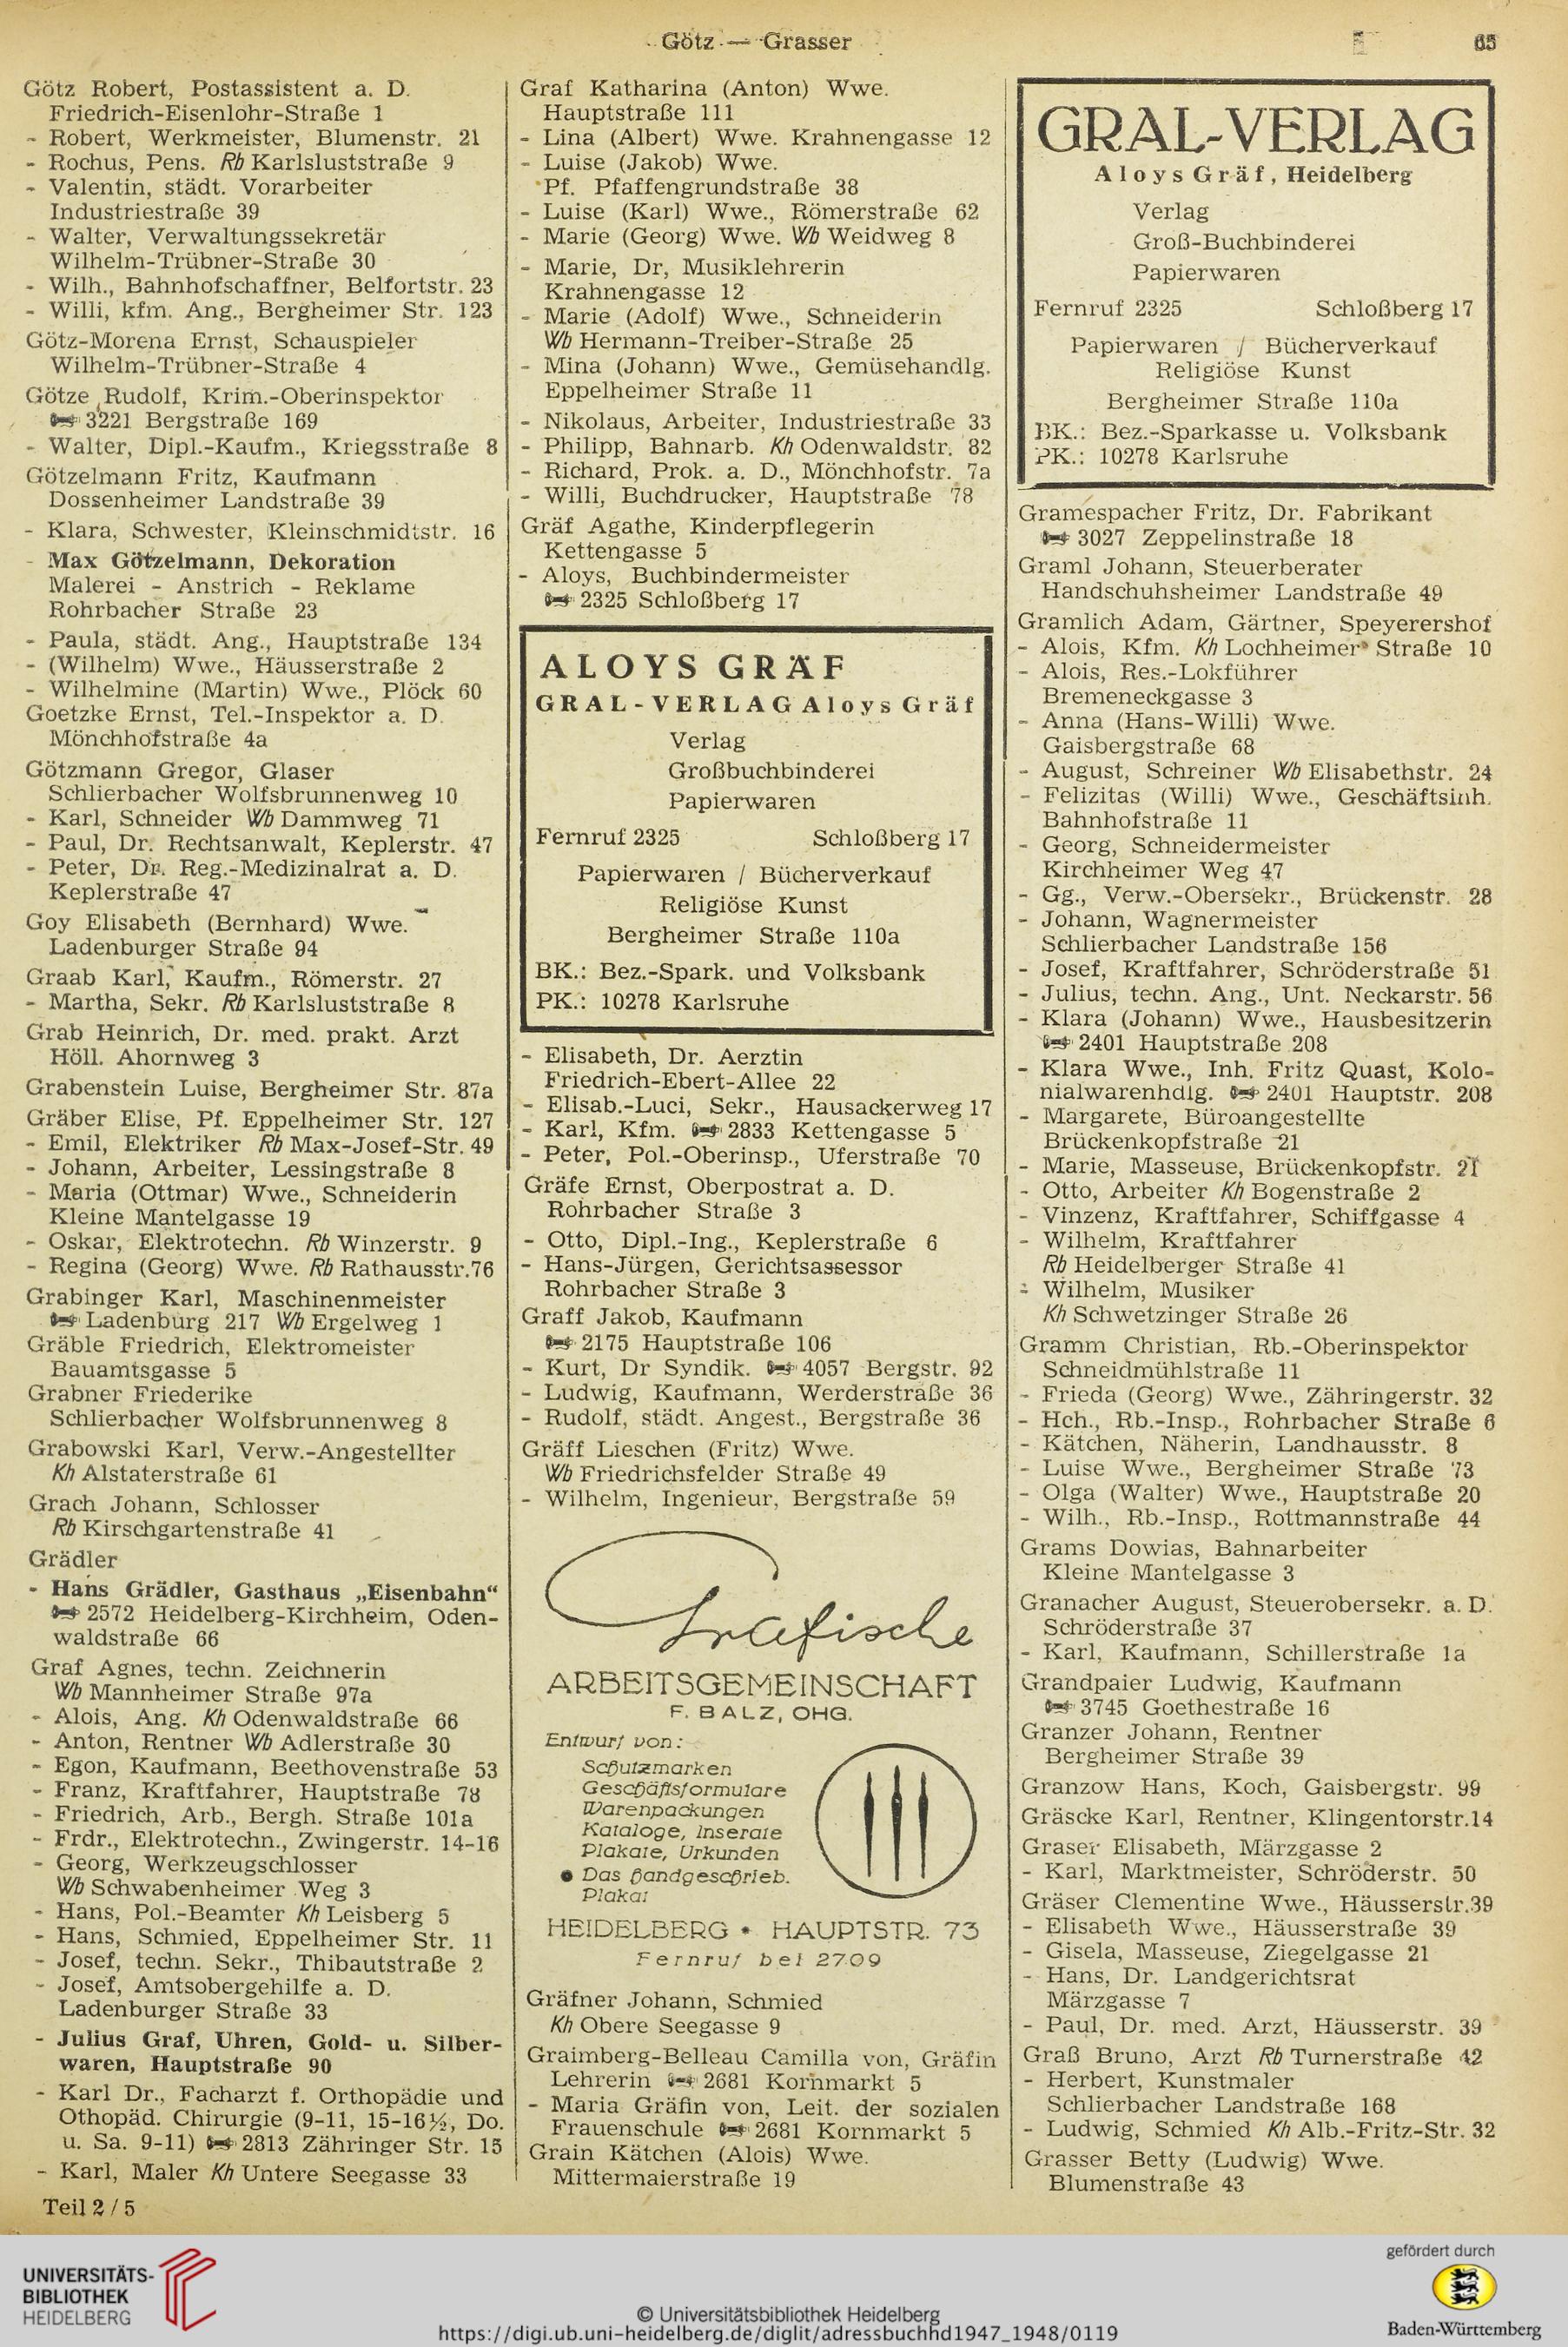 Götz — Grasser
65
Götz Robert, Postassistent a. D.
Friedrich-Eisenlohr-Straße 1
- Robert, Werkmeister, Blumenstr. 21
- Rochus, Pens. Rb Karlsluststraße 9
- Valentin, städt. Vorarbeiter
Industriestraße 39
- Walter, Verwaltungssekretär
Wilhelm-Trübner-Straße 30
- Wilh., Bahnhofschaffner, Belfortstr. 23
- Willi, kfm. Ang., Bergheimer Str. 123
Götz-Morena Ernst, Schauspieler
Wilhelm-Trübner-Straße 4
Götze Rudolf, Krim.-Oberinspektor
3221 Bergstraße 169
- Walter, Dipl.-Kaufm., Kriegsstraße 8
Götzelmann Fritz, Kaufmann
Dossenheimer Landstraße 39
- Klara, Schwester, Kleinschmidtstr. 16
- Max Götzelmann, Dekoration
Malerei - Anstrich - Reklame
Rohrbacher Straße 23
- Paula, städt. Ang., Hauptstraße 134
- (Wilhelm) Wwe., Häusserstraße 2
- Wilhelmine (Martin) Wwe., Plöck 60
Goetzke Ernst, Tel.-Inspektor a. D.
Mönchhofstraße 4a
Götzmann Gregor, Glaser
Schlierbacher Wolfsbrunnenweg 10
- Karl, Schneider Wb Dammweg 71
- Paul, Dr. Rechtsanwalt, Keplerstr. 47
- Peter, Dr. Reg.-Medizinalrat a. D.
Keplerstraße 47
Goy Elisabeth (Bernhard) Wwe.
Ladenburger Straße 94
Graab Karl, Kaufm., Römerstr. 27
- Martha, Sekr. Rb Karlsluststraße 8
Grab Heinrich, Dr. med. prakt. Arzt
Höll. Ahornweg 3
Grabenstein Luise, Bergheimer Str. 87a
Gräber Elise, Pf. Eppelheimer Str. 127
- Emil, Elektriker Rb Max-Josef-Str. 49
- Johann, Arbeiter, Lessingstraße 8
- Maria (Ottmar) Wwe., Schneiderin
Kleine Mantelgasse 19
- Oskar, Elektrotechn. Rb Winzerstr. 9
- Regina (Georg) Wwe. Rb Rathausstr.76
Grabinger Karl, Maschinenmeister
Ladenburg 217 Wb Ergelweg 1
Gräble Friedrich, Elektromeister
Bauamtsgasse 5
Grabner Friederike
Schlierbacher Wolfsbrunnenweg 8
Grabowski Karl, Verw.-Angestellter
Kh Alstaterstraße 61
Grach Johann, Schlosser
Rb Kirschgartenstraße 41
Grädler
- Hans Grädler, Gasthaus „Eisenbahn“
2572 Heidelberg-Kirchheim, Oden-
waldstraße 66
Graf Agnes, techn. Zeichnerin
Wb Mannheimer Straße 97a
- Alois, Ang. Kh Odenwaldstraße 66
- Anton, Rentner Wb Adlerstraße 30
- Egon, Kaufmann, Beethovenstraße 53
- Franz, Kraftfahrer, Hauptstraße 78
- Friedrich, Arb., Bergh. Straße 101a
- Frdr., Elektrotechn., Zwingerstr. 14-16
- Georg, Werkzeugschlosser
Wb Schwabenheimer Weg 3
- Hans, Pol.-Beamter Kh Leisberg 5
- Hans, Schmied, Eppelheimer Str. 11
- Josef, techn. Sekr., Thibautstraße 2
- Josef, Amtsobergehilfe a. D.
Ladenburger Straße 33
- Julius Graf, Uhren, Gold- u. Silber-
waren, Hauptstraße 90
- Karl Dr., Facharzt f. Orthopädie und
Othopäd. Chirurgie (9-11, 15-16½, Do.
u. Sa. 9-11) 2813 Zähringer Str. 15
- Karl, Maler Kh Untere Seegasse 33
Teil 2 / 5
Graf Katharina (Anton) Wwe.
Hauptstraße 111
- Lina (Albert) Wwe. Krahnengasse 12
- Luise (Jakob) Wwe.
Pf. Pfaffengrundstraße 38
- Luise (Karl) Wwe., Römerstraße 62
- Marie (Georg) Wwe. Wb Weidweg 8
- Marie, Dr, Musiklehrerin
Krahnengasse 12
- Marie (Adolf) Wwe., Schneiderin
Wb Hermann-Treiber-Straße 25
- Mina (Johann) Wwe., Gemüsehandlg.
Eppelheimer Straße 11
- Nikolaus, Arbeiter, Industriestraße 33
- Philipp, Bahnarb. Kh Odenwaldstr. 82
- Richard, Prok. a. D., Mönchhofstr. 7a
- Willi, Buchdrucker, Hauptstraße 78
Gräf Agathe, Kinderpflegerin
Kettengasse 5
- Aloys, Buchbindermeister
2325 Schloßberg 17
ALOYS GRÄF
GRAL-VERLAG Aloys Gräf
Verlag
Großbuchbinderei
Papierwaren
Fernruf 2325 Schloßberg 17
Papierwaren / Bücherverkauf
Religiöse Kunst
Bergheimer Straße 110a
BK.: Bez.-Spark. und Volksbank
PK.: 10278 Karlsruhe
- Elisabeth, Dr. Aerztin
Friedrich-Ebert-Allee 22
- Elisab.-Luci, Sekr., Hausackerweg 17
- Karl, Kfm. 2833 Kettengasse 5
- Peter, Pol.-Oberinsp., Uferstraße 70
Gräfe Ernst, Oberpostrat a. D.
Rohrbacher Straße 3
- Otto, Dipl.-Ing., Keplerstraße 6
- Hans-Jürgen, Gerichtsassessor
Rohrbacher Straße 3
Graff Jakob, Kaufmann
2175 Hauptstraße 106
- Kurt, Dr Syndik. 4057 Bergstr. 92
- Ludwig, Kaufmann, Werderstraße 36
- Rudolf, städt. Angest., Bergstraße 36
Gräff Lieschen (Fritz) Wwe.
Wb Friedrichsfelder Straße 49
- Wilhelm, Ingenieur, Bergstraße 59
Grafische
ARBEITSGEMEINSCHAFT
F. BALZ, OHG.
Entwurf von:
Schutzmarken
Geschäftsformulare
Warenpackungen
Kataloge, Inserate
Plakate, Urkunden
● Das handgeschrieb.
Plakat
HEIDELBERG • HAUPTSTR. 73
Fernruf bei 2709
Gräfner Johann, Schmied
Kh Obere Seegasse 9
Graimberg-Belleau Camilla von, Gräfin
Lehrerin 2681 Kornmarkt 5
- Maria Gräfin von, Leit. der sozialen
Frauenschule 2681 Kornmarkt 5
Grain Kätchen (Alois) Wwe.
Mittermaierstraße 19
GRAL-VERLAG
Aloys Gräf, Heidelberg
Verlag
Groß-Buchbinderei
Papierwaren
Fernruf 2325 Schloßberg 17
Papierwaren / Bücherverkauf
Religiöse Kunst
Bergheimer Straße 110a
BK.: Bez.-Sparkasse u. Volksbank
PK.: 10278 Karlsruhe
Gramespacher Fritz, Dr. Fabrikant
3027 Zeppelinstraße 18
Graml Johann, Steuerberater
Handschuhsheimer Landstraße 49
Gramlich Adam, Gärtner, Speyerershof
- Alois, Kfm. Kh Lochheimer Straße 10
- Alois, Res.-Lokführer
Bremeneckgasse 3
- Anna (Hans-Willi) Wwe.
Gaisbergstraße 68
- August, Schreiner Wb Elisabethstr. 24
- Felizitas (Willi) Wwe., Geschäftsinh.
Bahnhofstraße 11
- Georg, Schneidermeister
Kirchheimer Weg 47
- Gg., Verw.-Obersekr., Brückenstr. 28
- Johann, Wagnermeister
Schlierbacher Landstraße 156
- Josef, Kraftfahrer, Schröderstraße 51
- Julius, techn. Ang., Unt. Neckarstr. 56
- Klara (Johann) Wwe., Hausbesitzerin
2401 Hauptstraße 208
- Klara Wwe., Inh. Fritz Quast, Kolo-
nialwarenhdlg. 2401 Hauptstr. 208
- Margarete, Büroangestellte
Brückenkopfstraße 21
- Marie, Masseuse, Brückenkopfstr. 21
- Otto, Arbeiter Kh Bogenstraße 2
- Vinzenz, Kraftfahrer, Schiffgasse 4
- Wilhelm, Kraftfahrer
Rb Heidelberger Straße 41
- Wilhelm, Musiker
Kh Schwetzinger Straße 26
Gramm Christian, Rb.-Oberinspektor
Schneidmühlstraße 11
- Frieda (Georg) Wwe., Zähringerstr. 32
- Hch., Rb.-Insp., Rohrbacher Straße 6
- Kätchen, Näherin, Landhausstr. 8
- Luise Wwe., Bergheimer Straße 73
- Olga (Walter) Wwe., Hauptstraße 20
- Wilh., Rb.-Insp., Rottmannstraße 44
Grams Dowias, Bahnarbeiter
Kleine Mantelgasse 3
Granacher August, Steuerobersekr. a. D.
Schröderstraße 37
- Karl, Kaufmann, Schillerstraße 1a
Grandpaier Ludwig, Kaufmann
3745 Goethestraße 16
Granzer Johann, Rentner
Bergheimer Straße 39
Granzow Hans, Koch, Gaisbergstr. 99
Gräscke Karl, Rentner, Klingentorstr.14
Graser Elisabeth, Märzgasse 2
- Karl, Marktmeister, Schröderstr. 50
Gräser Clementine Wwe., Häusserstr.39
- Elisabeth Wwe., Häusserstraße 39
- Gisela, Masseuse, Ziegelgasse 21
- Hans, Dr. Landgerichtsrat
Märzgasse 7
- Paul, Dr. med. Arzt, Häusserstr. 39
Graß Bruno, Arzt Rb Turnerstraße 42
- Herbert, Kunstmaler
Schlierbacher Landstraße 168
- Ludwig, Schmied Kh Alb.-Fritz-Str. 32
Grasser Betty (Ludwig) Wwe.
Blumenstraße 43
UNIVERSITÄTS-
BIBLIOTHEK
HEIDELBERG
© Universitätsbibliothek Heidelberg
https://digi.ub.uni-heidelberg.de/diglit/adressbuchhd1947_1948/0119
gefördert durch
Baden-Württemberg